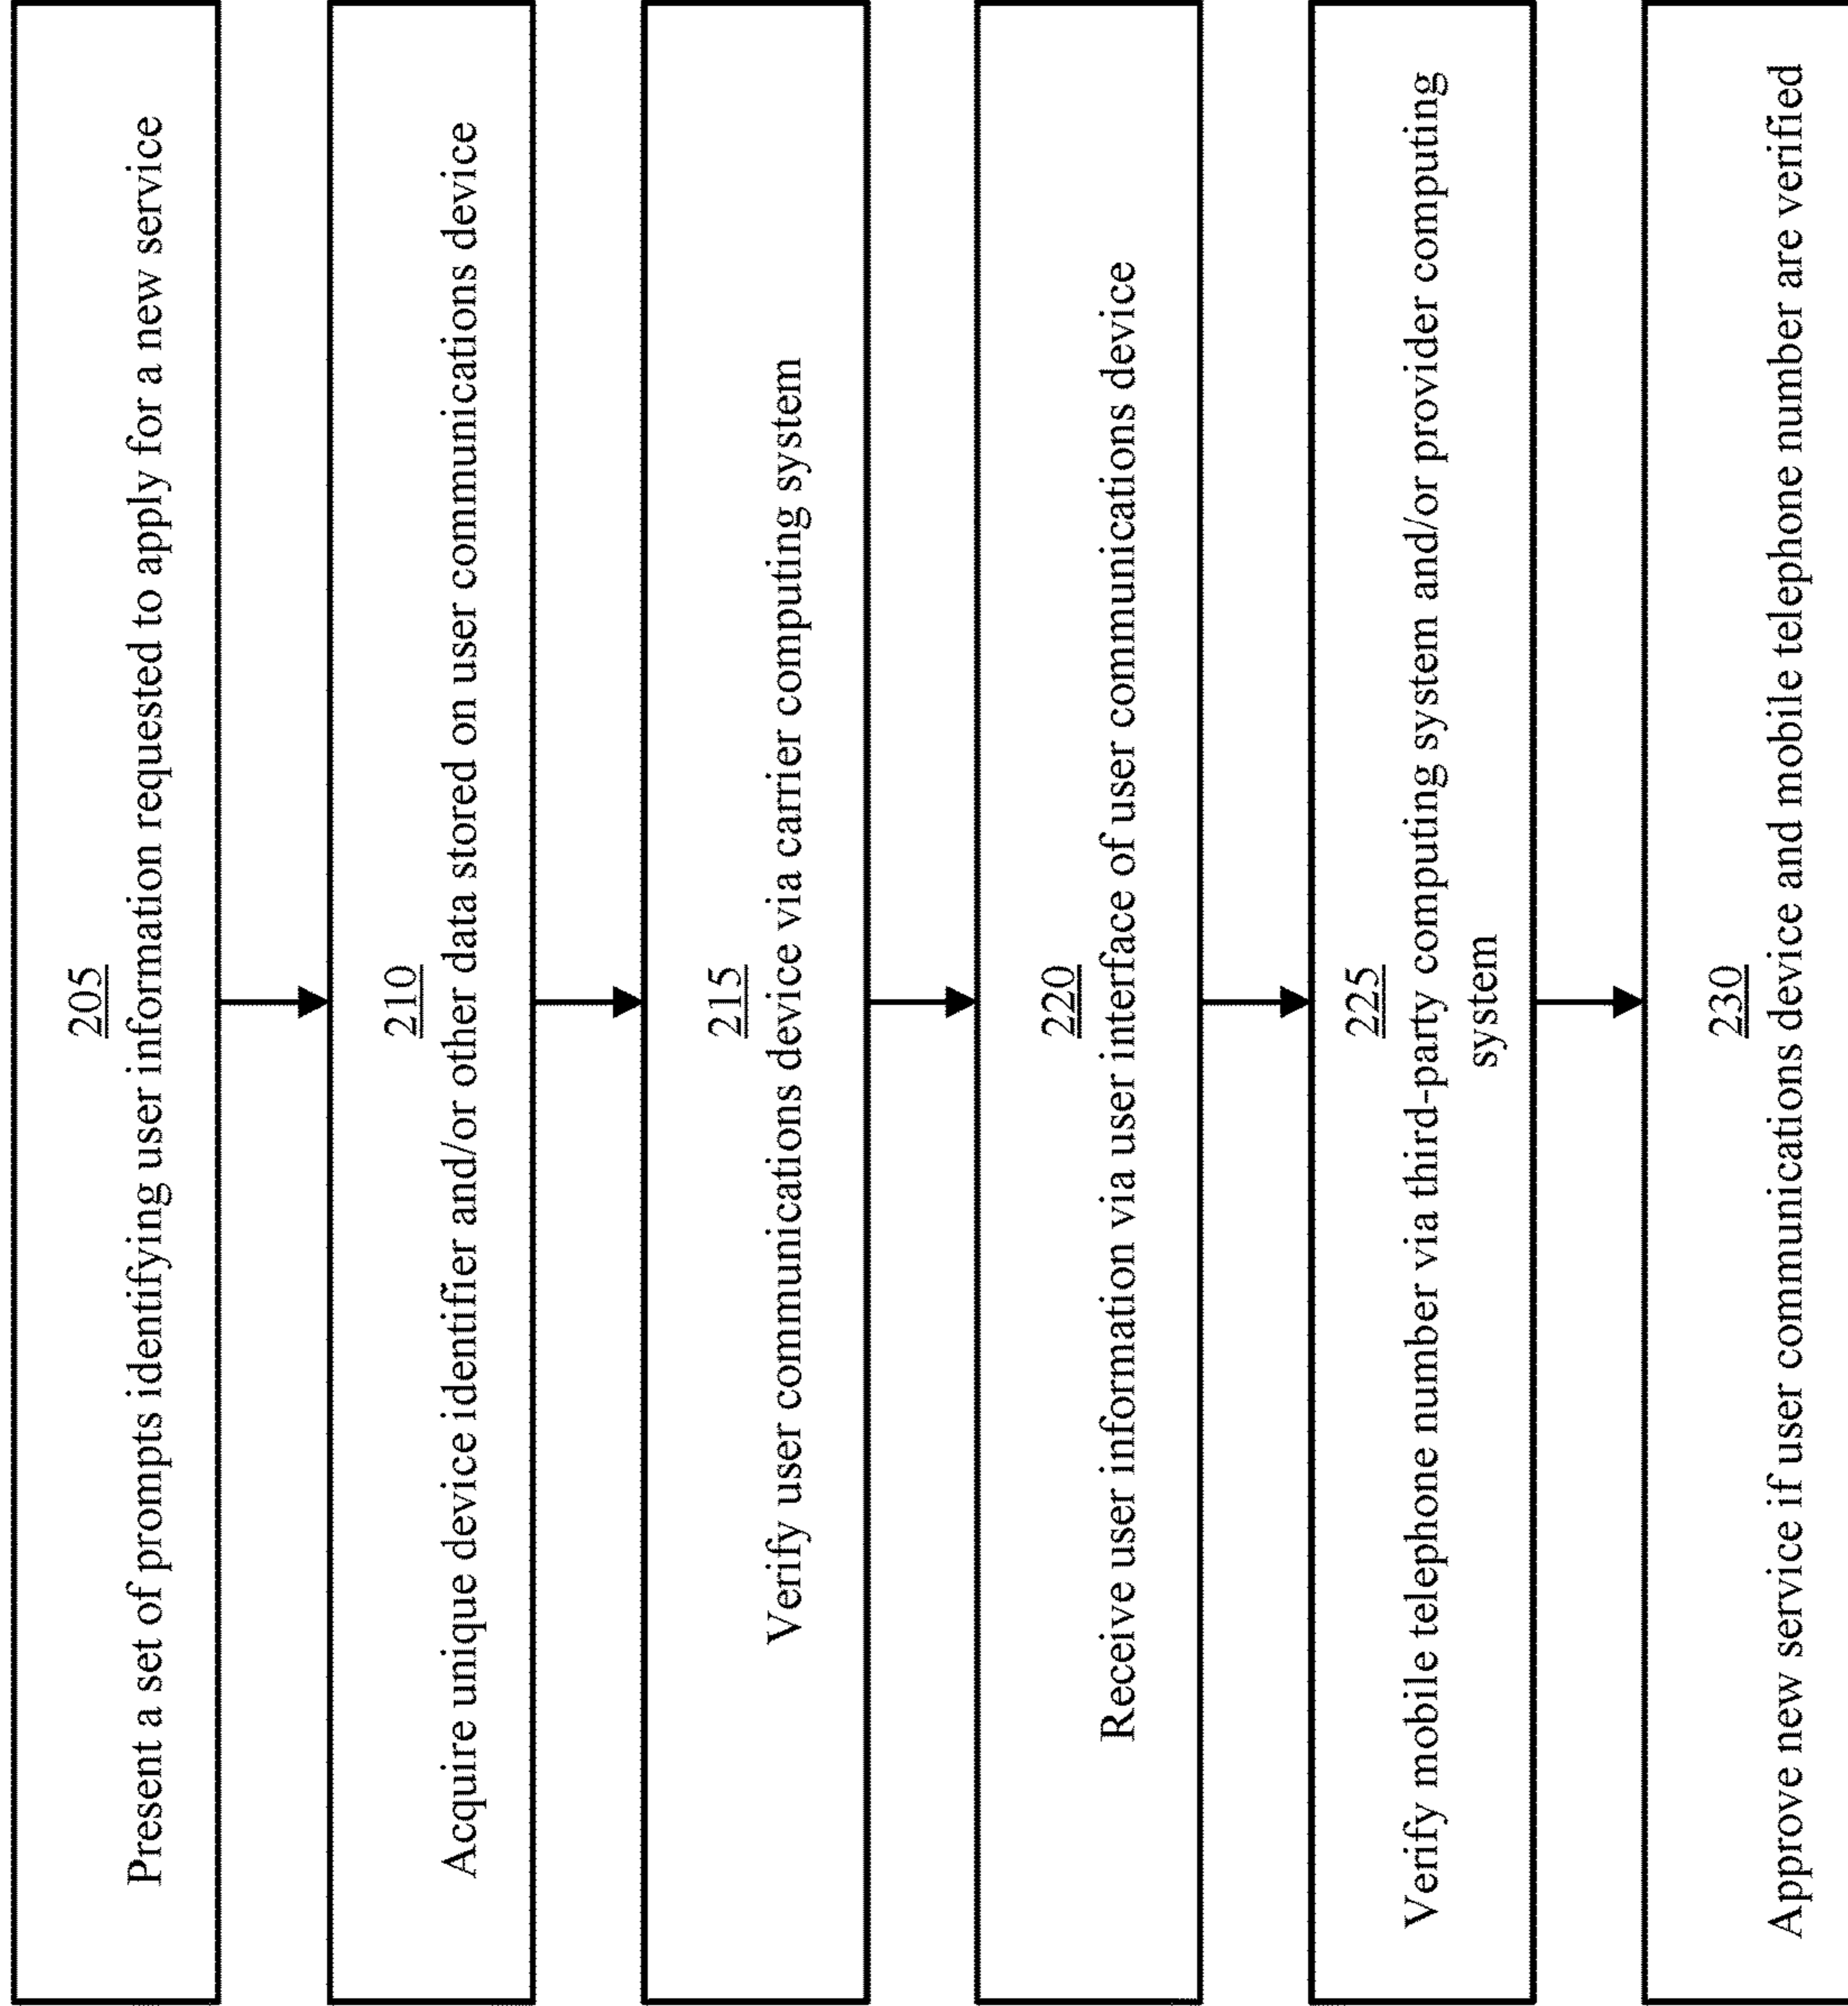 205
Present a set of prompts identifying user information requested to apply for a new service
210
Acquire unique device identifier and/or other data stored on user communications device
215
Verify user communications device via carrier computing system
220
Receive user information via user interface of user communications device
225
Verify mobile telephone number via third-party computing system and/or provider computing
system
230
Approve new service if user communications device and mobile telephone number are verified